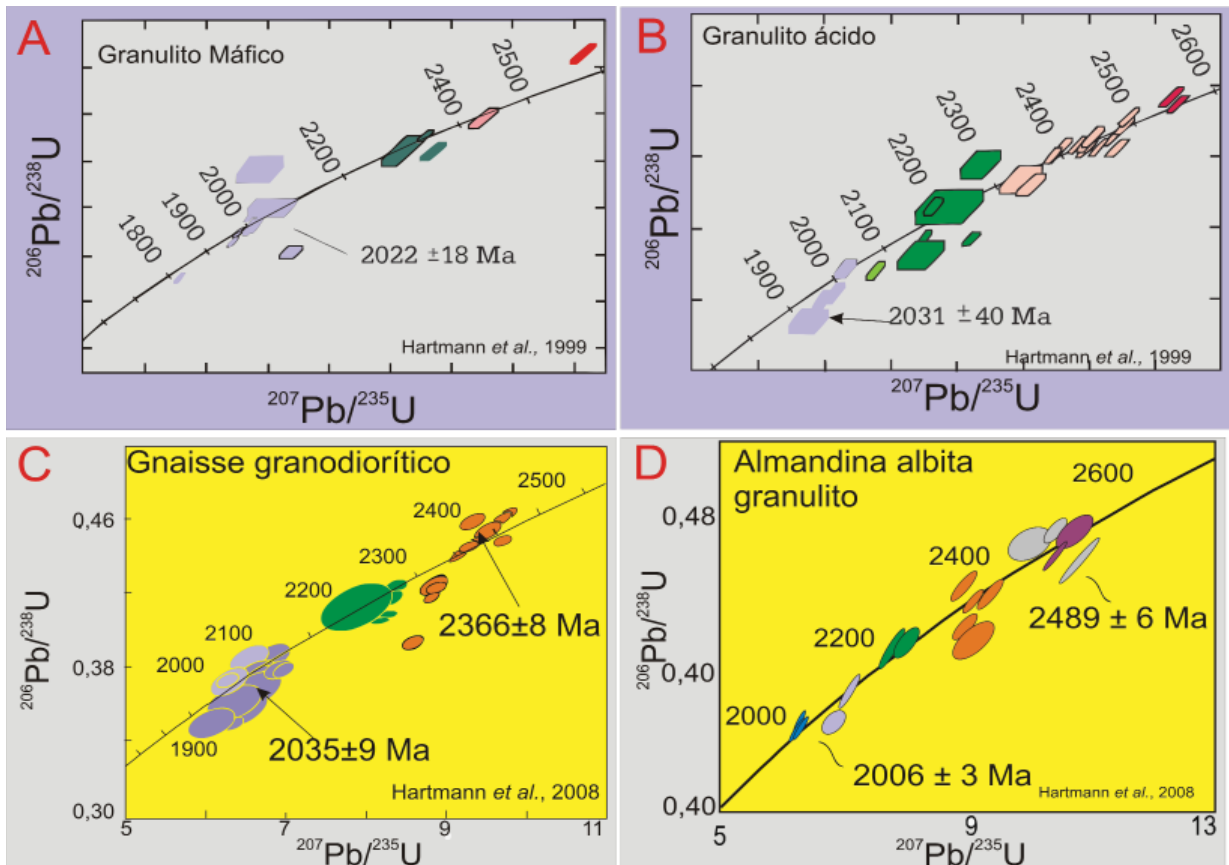 A
Granulito Máfico
2500
2400
2200
2000
1900
1800
2022 ±18 Ma
Hartmann et al., 1999
206Pb/238U
207Pb/235U
B
Granulito ácido
2600
2500
2400
2300
2200
2100
2000
1900
2031 ±40 Ma
Hartmann et al., 1999
206Pb/238U
207Pb/235U
C
Gnaisse granodiorítico
2500
2400
2300
2200
2100
2000
1900
2366±8 Ma
2035±9 Ma
Hartmann et al., 2008
0,46
0,38
0,30
206Pb/238U
5 7 9 11
207Pb/235U
D
Almandina albita
granulito
2600
2400
2200
2000
2489 ± 6 Ma
2006 ± 3 Ma
Hartmann et al., 2008
0,48
0,40
0,40
206Pb/238U
5 9 13
207Pb/235U